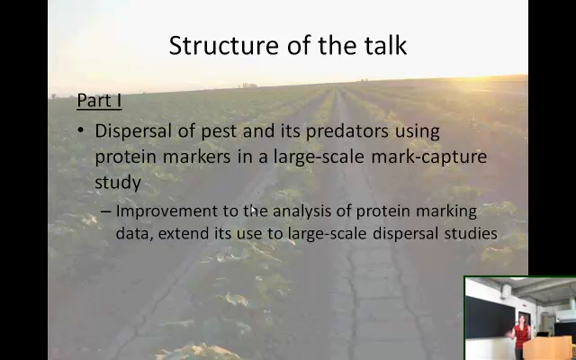 Structure of the talk
Part I
• Dispersal of pest and its predators using
protein markers in a large-scale mark-capture
study
– Improvement to the analysis of protein marking
data, extend its use to large-scale dispersal studies